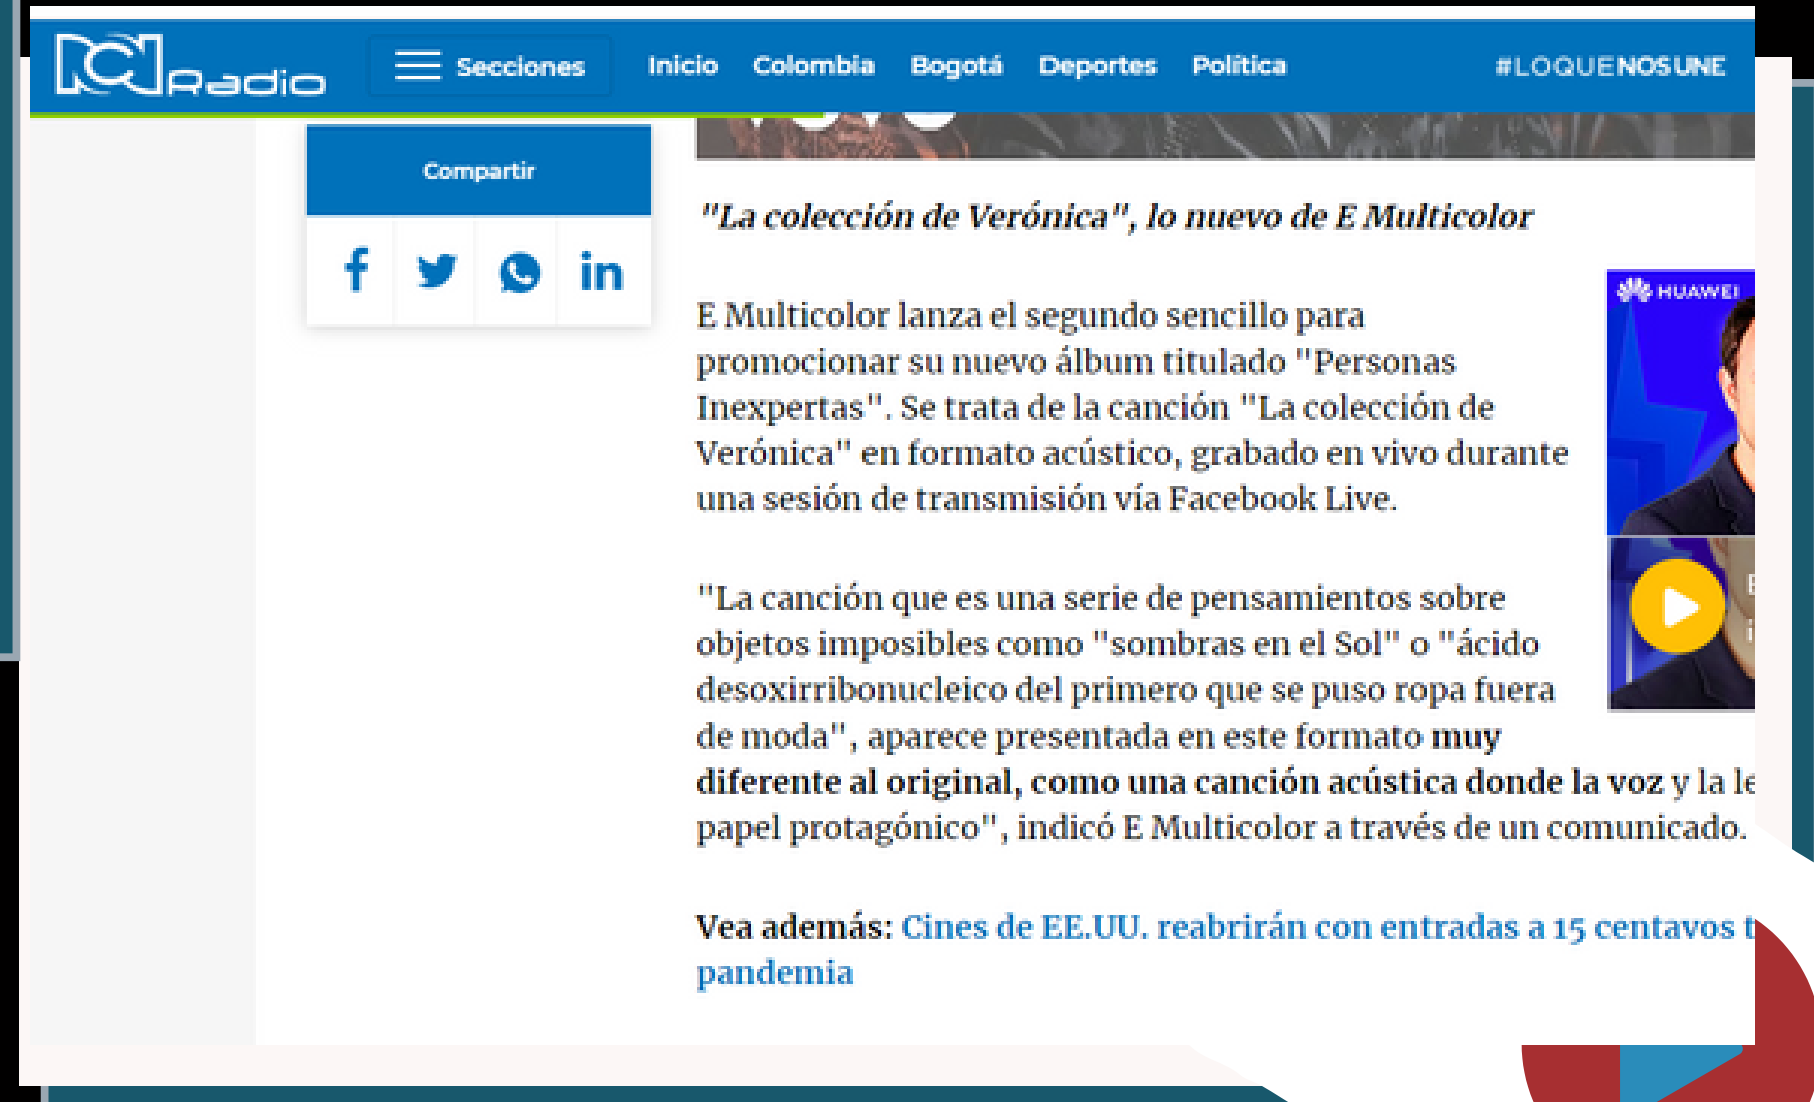 RCN Radio
Secciones
Inicio Colombia Bogotá Deportes Política
#LOQUENOSUNE
Compartir
"La colección de Verónica", lo nuevo de E Multicolor
HUAWEI
E Multicolor lanza el segundo sencillo para
promocionar su nuevo álbum titulado "Personas
Inexpertas". Se trata de la canción "La colección de
Verónica" en formato acústico, grabado en vivo durante
una sesión de transmisión vía Facebook Live.
"La canción que es una serie de pensamientos sobre
objetos imposibles como "sombras en el Sol" o "ácido
desoxirribonucleico del primero que se puso ropa fuera
de moda", aparece presentada en este formato muy
diferente al original, como una canción acústica donde la voz y la
papel protagónico", indicó E Multicolor a través de un comunicado.
Vea además: Cines de EE.UU. reabrirán con entradas a 15 centavos
pandemia